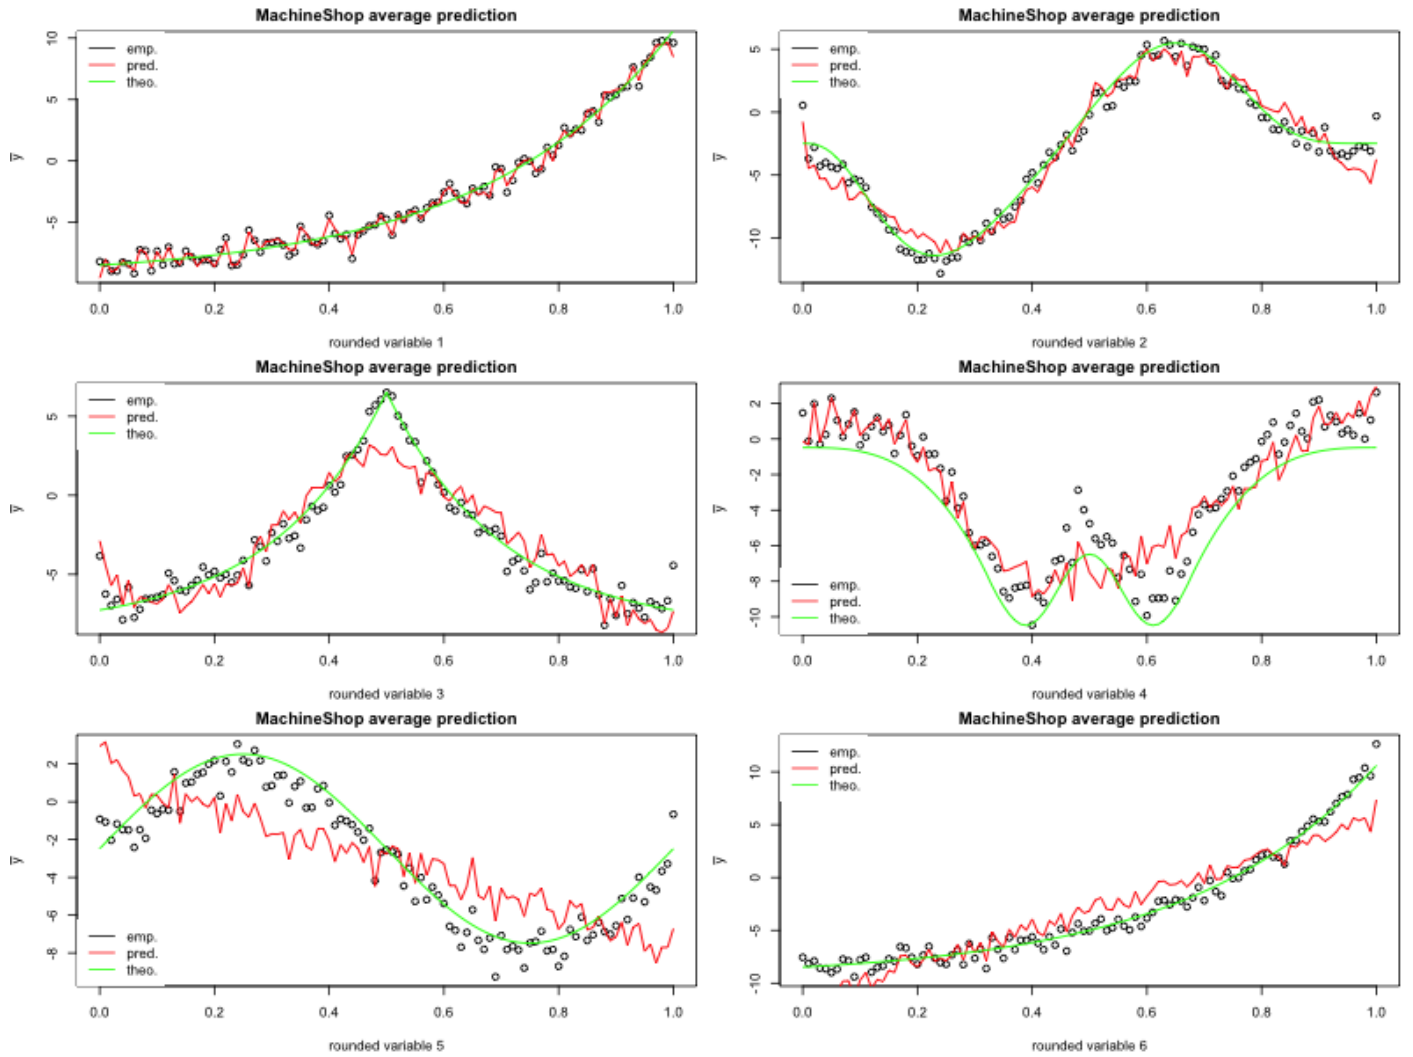 MachineShop average prediction
emp.
pred.
theo.
10
5
0
-5
y
0.0 0.2 0.4 0.6 0.8 1.0
rounded variable 1
MachineShop average prediction
emp.
pred.
theo.
5
0
-5
-10
y
0.0 0.2 0.4 0.6 0.8 1.0
rounded variable 2
MachineShop average prediction
emp.
pred.
theo.
5
0
-5
y
0.0 0.2 0.4 0.6 0.8 1.0
rounded variable 3
MachineShop average prediction
2
0
-2
-4
-6
-8
-10
y
emp.
pred.
theo.
0.0 0.2 0.4 0.6 0.8 1.0
rounded variable 4
MachineShop average prediction
2
0
-2
-4
-6
-8
y
emp.
pred.
theo.
0.0 0.2 0.4 0.6 0.8 1.0
rounded variable 5
MachineShop average prediction
emp.
pred.
theo.
10
5
0
-5
-10
y
0.0 0.2 0.4 0.6 0.8 1.0
rounded variable 6